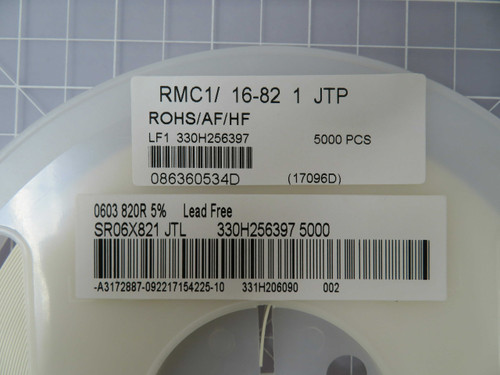 RMC1/ 16-82 1 JTP
ROHS/AF/HF
LF1 330H256397 5000 PCS
086360534D (17096D)
0603 820R 5% Lead Free
SR06X821 JTL 330H256397 5000
-A3172887-092217154225-10 331H206090 002